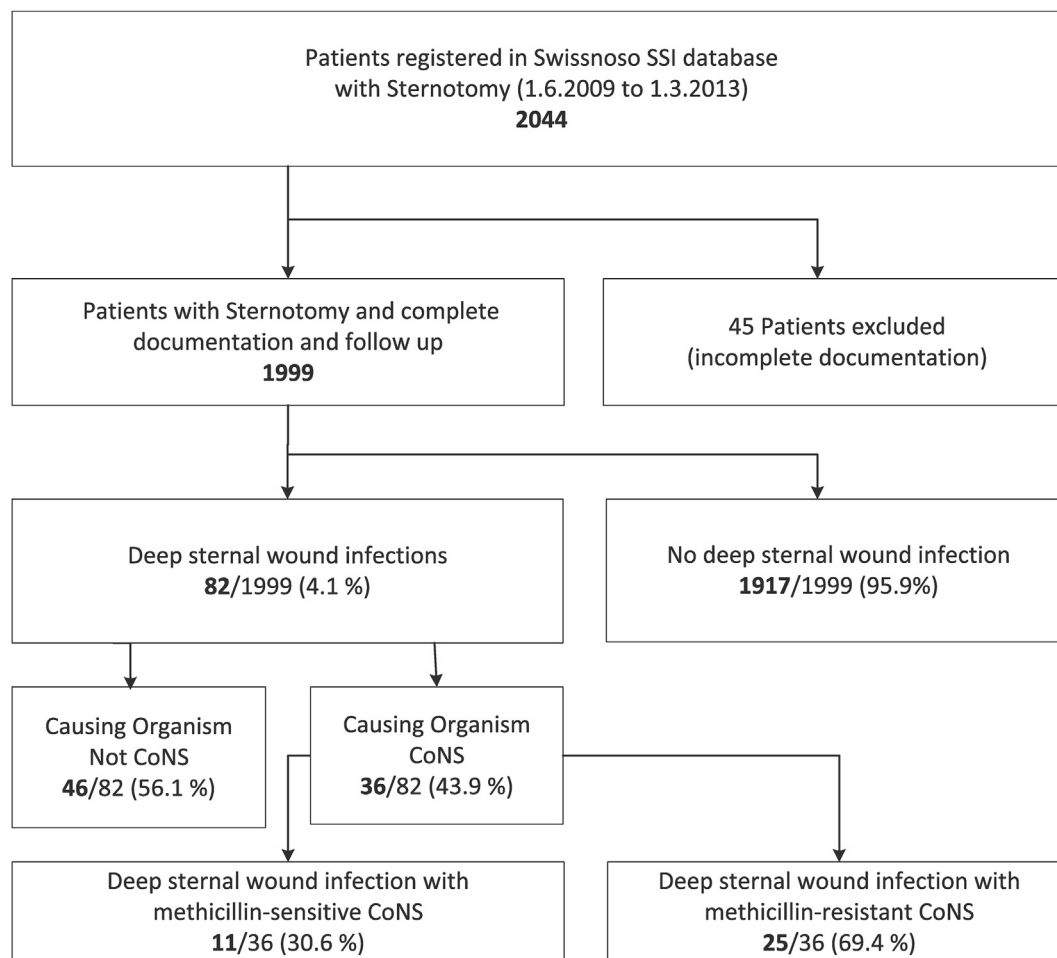 Patients registered in Swissnoso SSI database
with Sternotomy (1.6.2009 to 1.3.2013)
2044
Patients with Sternotomy and complete
documentation and follow up
1999
45 Patients excluded
(incomplete documentation)
Deep sternal wound infections
82/1999 (4.1 %)
No deep sternal wound infection
1917/1999 (95.9%)
Causing Organism
Not CoNS
46/82 (56.1 %)
Causing Organism
CoNS
36/82 (43.9 %)
Deep sternal wound infection with
methicillin-sensitive CoNS
11/36 (30.6 %)
Deep sternal wound infection with
methicillin-resistant CoNS
25/36 (69.4 %)